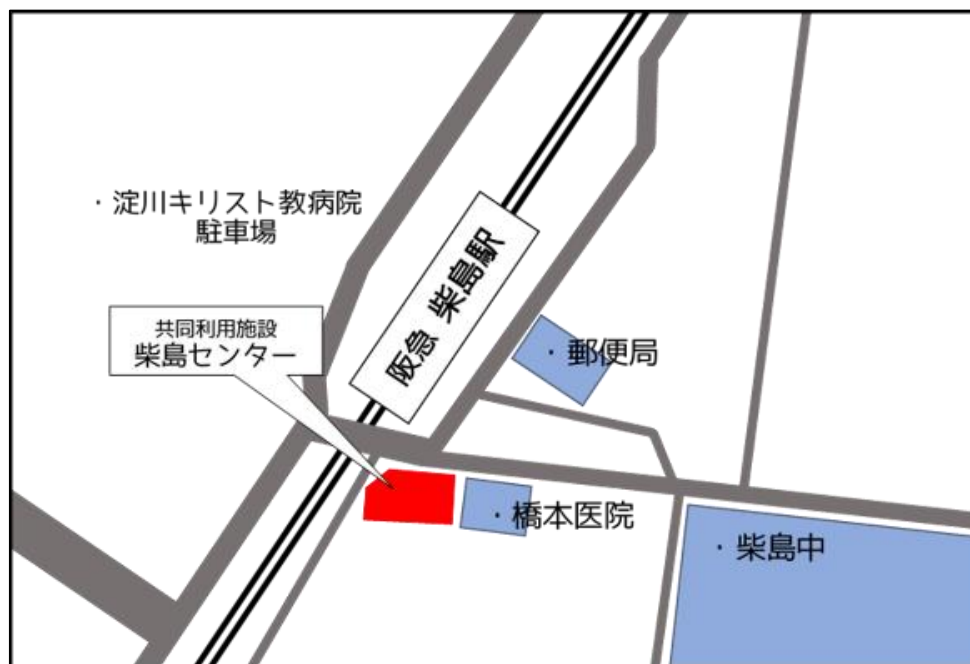 ・淀川キリスト教病院
駐車場
阪急 柴島駅
共同利用施設
柴島センター
・郵便局
・橋本医院
・柴島中